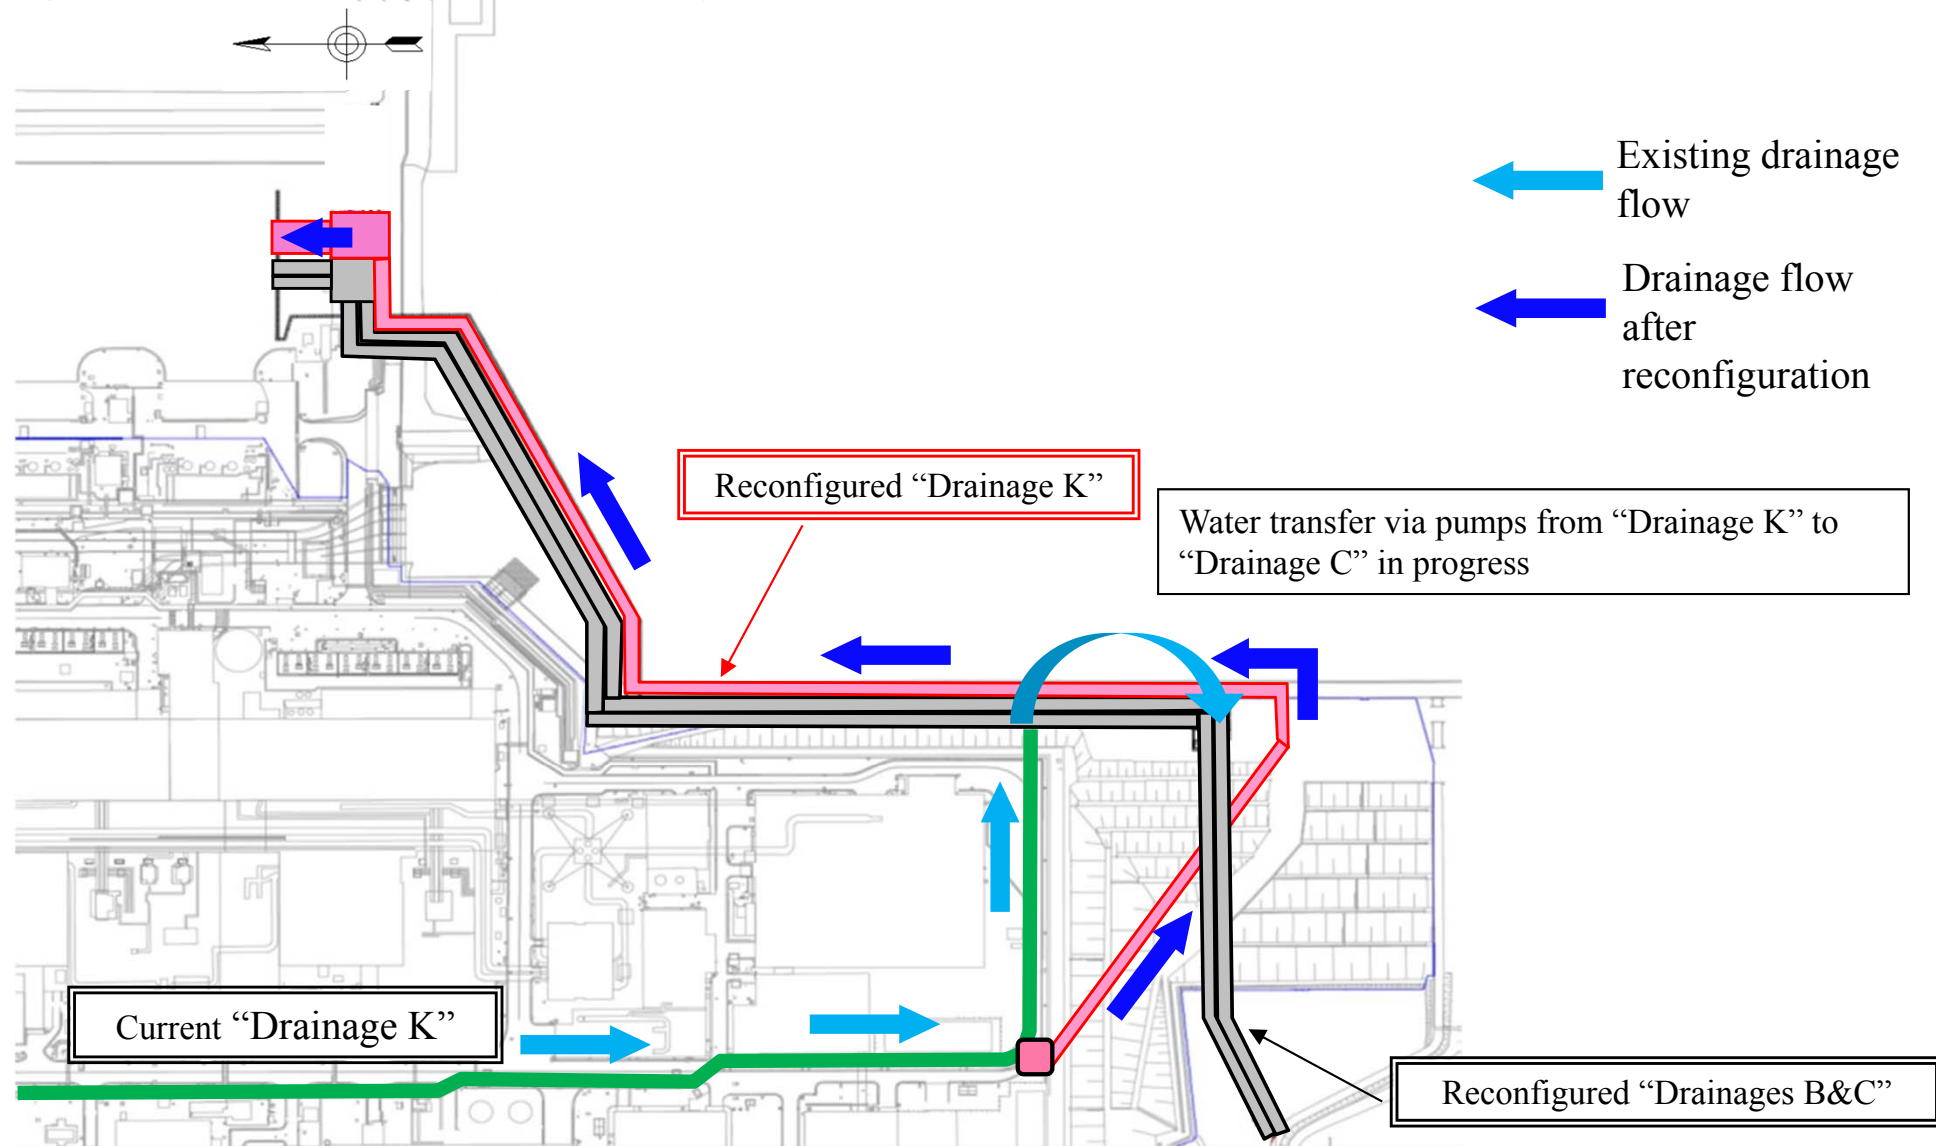 Existing drainage
flow
Drainage flow
after
reconfiguration
Reconfigured “Drainage K”
Water transfer via pumps from “Drainage K” to
“Drainage C” in progress
Current “Drainage K”
Reconfigured “Drainages B&C”